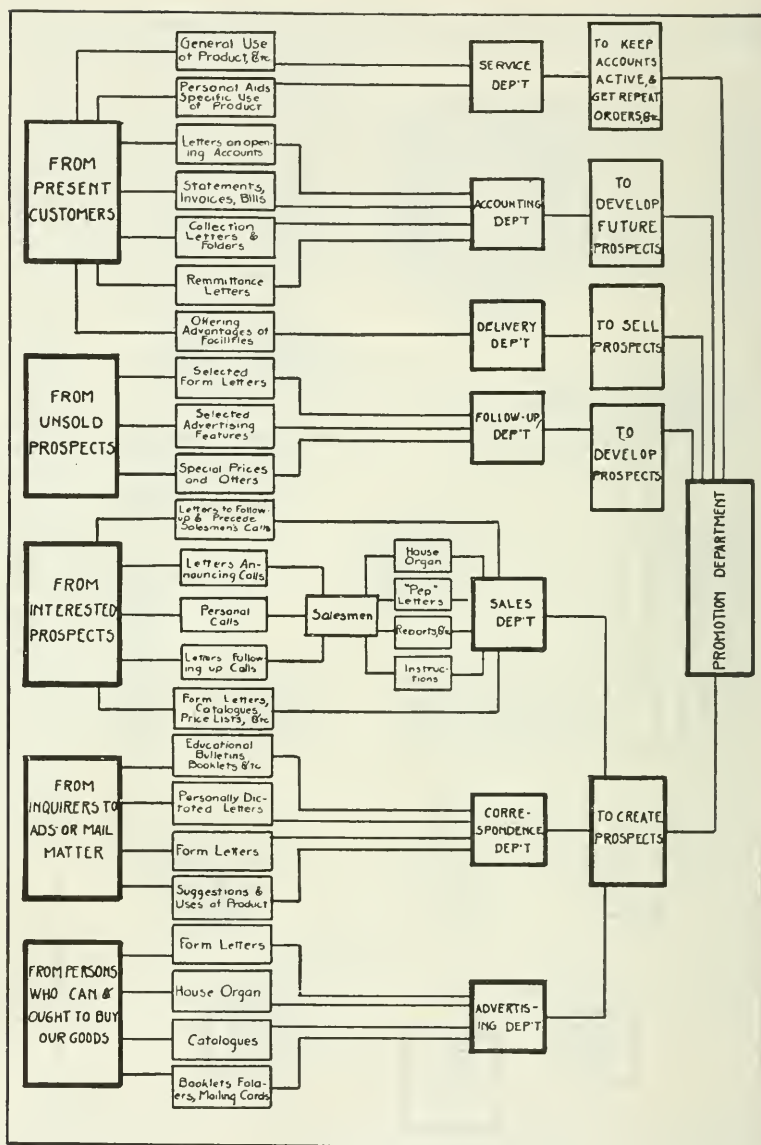 General Use
of Product, &tc
Personal Aids
Specific Use
of Product
Letters on open-
ing Accounts
Statements,
Invoices, Bills
Collection
Letters &
Folders
Remmittance
Letters
Offering
Advantages of
Facilities
FROM
PRESENT
CUSTOMERS
SERVICE
DEP'T
ACCOUNTING
DEP'T
DELIVERY
DEP'T
TO KEEP
ACCOUNTS
ACTIVE, &
GET REPEAT
ORDERS, &tc
TO
DEVELOP
FUTURE
PROSPECTS
TO SELL
PROSPECTS
FROM
UNSOLD
PROSPECTS
Selected
Form Letters
Selected
Advertising
Features
Special Prices
and Offers
FOLLOW-UP
DEP'T
TO
DEVELOP
PROSPECTS
FROM
INTERESTED
PROSPECTS
Letters to Follow-
up & Precede
Salesmen's Calls
Letters An-
nouncing Calls
Personal
Calls
Letters Follow-
ing up Calls
Form Letters,
Catalogues,
Price Lists, &tc
Salesmen
House
Organ
"Pep"
Letters
Reports, &tc
Instruc-
tions
SALES
DEP'T
PROMOTION DEPARTMENT
FROM
INQUIRERS TO
ADS OR MAIL
MATTER
Educational
Bulletins
Booklets &tc
Personally Dic-
tated Letters
Form Letters
Suggestions &
Uses of Product
CORRE-
SPONDENCE
DEP'T
TO CREATE
PROSPECTS
FROM PERSONS
WHO CAN &
OUGHT TO BUY
OUR GOODS
Form Letters
House Organ
Catalogues
Booklets Fold-
ers, Mailing Cards
ADVERTIS-
ING DEP'T